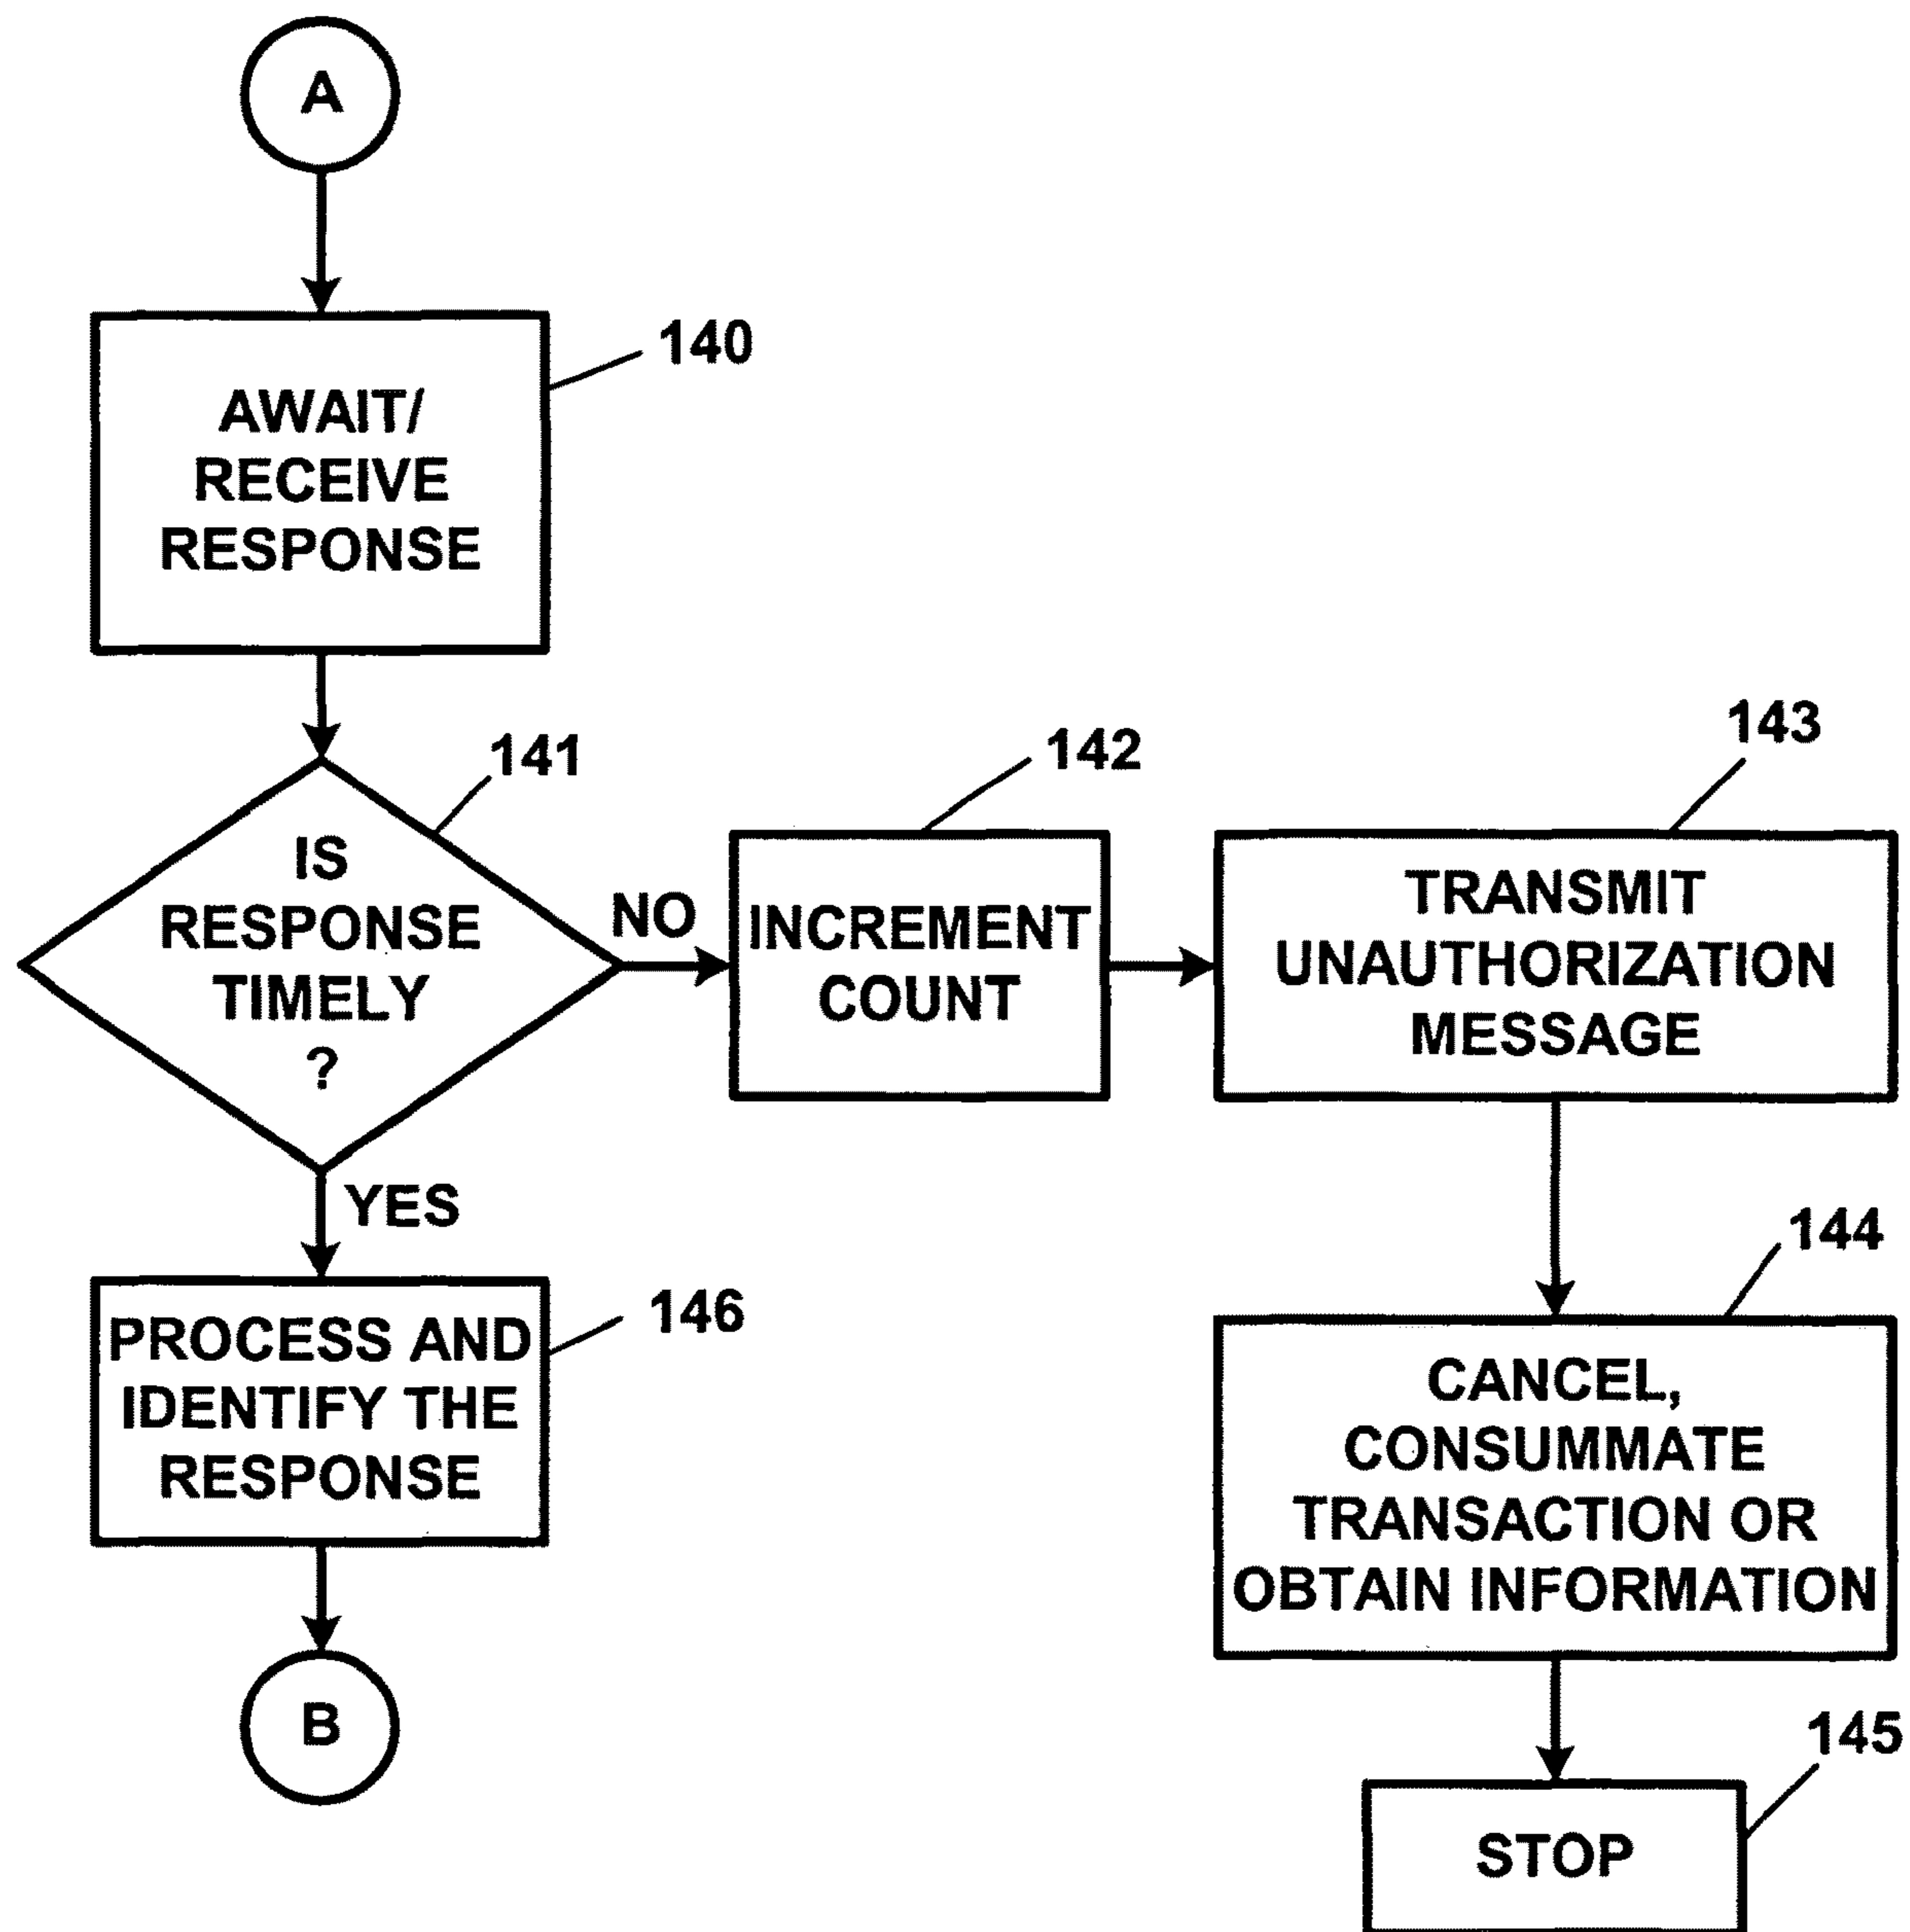 A
140
AWAIT/
RECEIVE
RESPONSE
141
IS
RESPONSE
TIMELY
?
NO
142
INCREMENT
COUNT
143
TRANSMIT
UNAUTHORIZATION
MESSAGE
YES
146
PROCESS AND
IDENTIFY THE
RESPONSE
B
144
CANCEL,
CONSUMMATE
TRANSACTION OR
OBTAIN INFORMATION
145
STOP